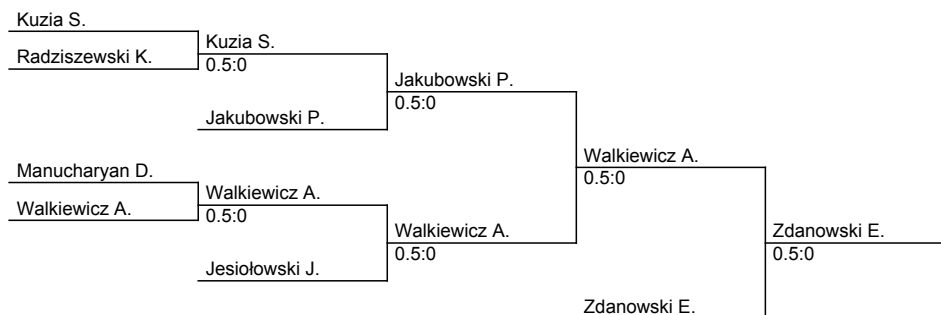 Kuzia S.
Radziszewski K.
Kuzia S.
0.5:0
Jakubowski P.
Jakubowski P.
0.5:0
Manucharyan D.
Walkiewicz A.
Walkiewicz A.
0.5:0
Jesiołowski J.
Walkiewicz A.
0.5:0
Walkiewicz A.
0.5:0
Zdanowski E.
Zdanowski E.
0.5:0